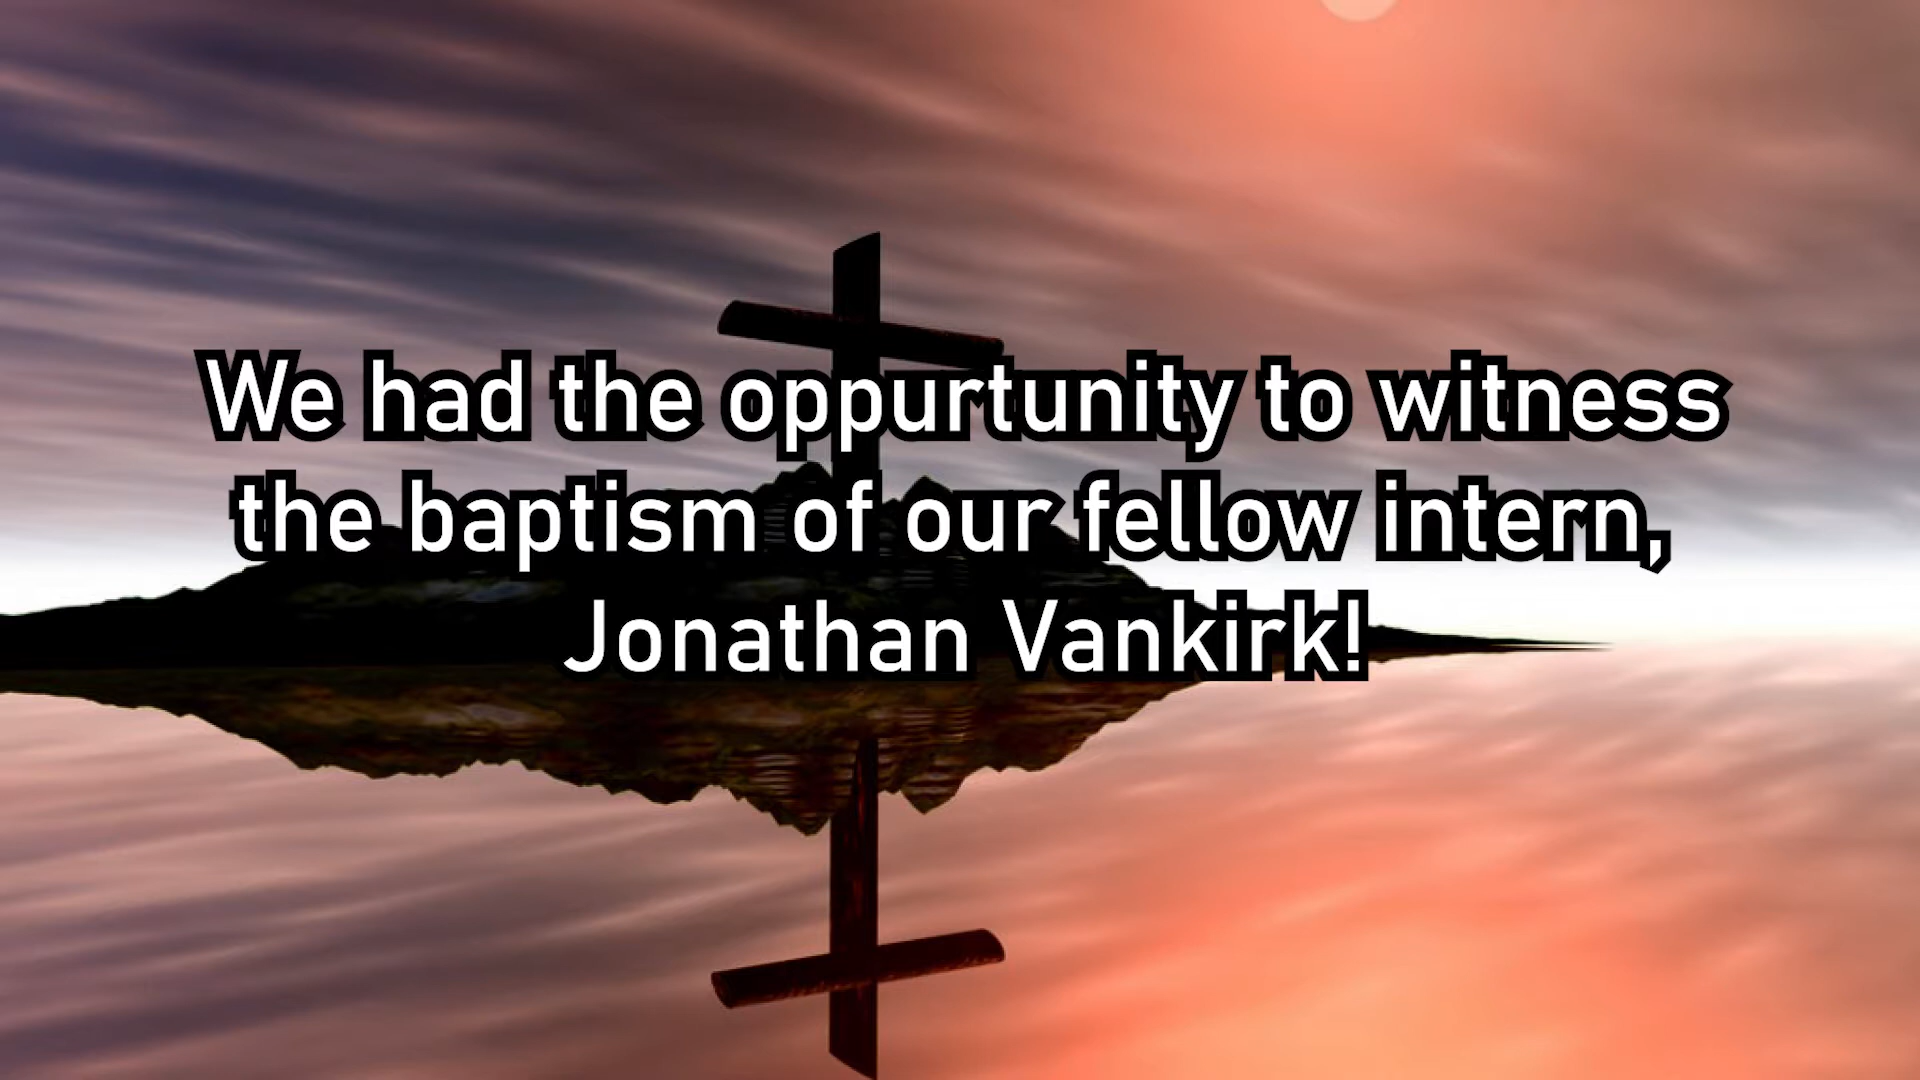 We had the oppurtunity to witness
the baptism of our fellow intern,
Jonathan Vankirk!